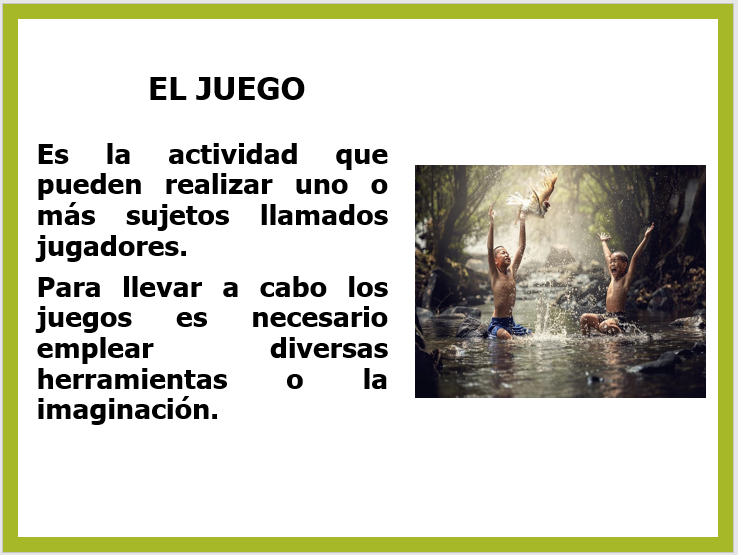 EL JUEGO
Es la actividad que
pueden realizar uno o
más sujetos llamados
jugadores.
Para llevar a cabo los
juegos es necesario
emplear diversas
herramientas o la
imaginación.